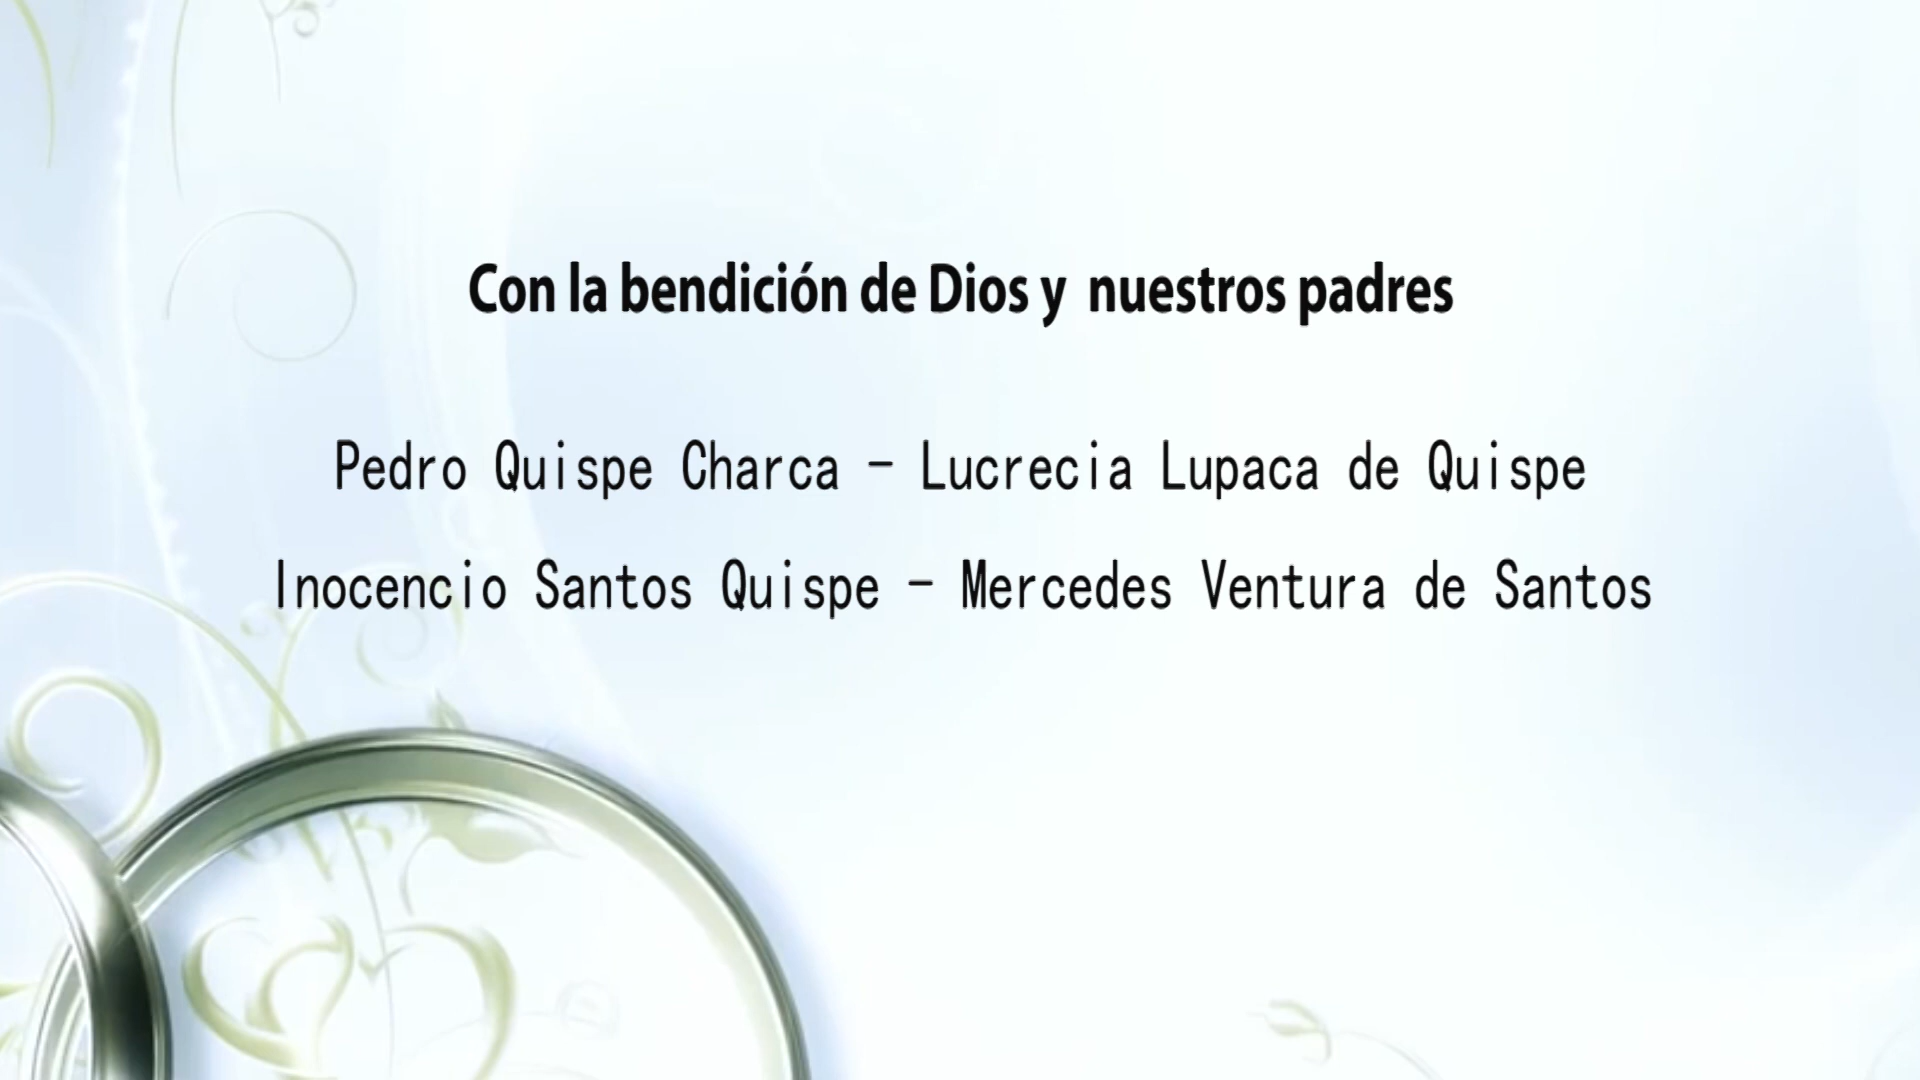 Con la bendición de Dios y nuestros padres
Pedro Quispe Charca - Lucrecia Lupaca de Quispe
Inocencio Santos Quispe - Mercedes Ventura de Santos